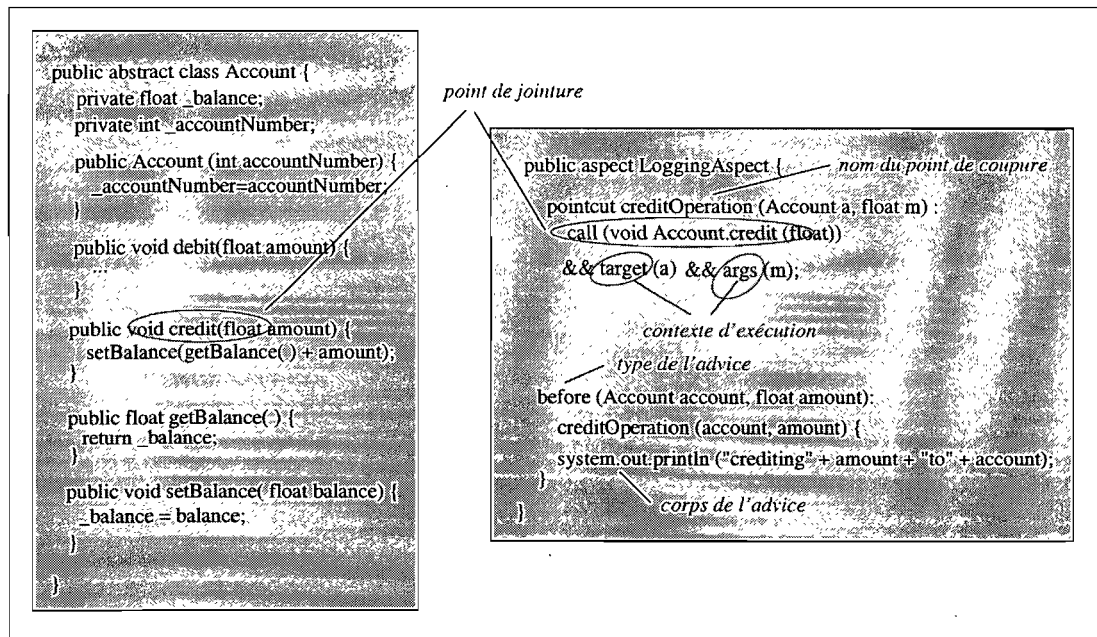 public abstract class Account {
private float _balance;
private int _accountNumber;
public Account (int accountNumber) {
_accountNumber=accountNumber;
}
public void debit(float amount) {
...
}
public void credit(float amount) {
setBalance(getBalance() + amount);
}
public float getBalance() {
return _balance;
}
public void setBalance( float balance) {
_balance = balance;
}
}
point de jointure
public aspect LoggingAspect {
nom du point de coupure
pointcut creditOperation (Account a, float m) :
call (void Account.credit (float))
&& target (a) && args (m);
contexte d'exécution
type de l'advice
before (Account account, float amount):
creditOperation (account, amount) {
system.out.println ("crediting" + amount + "to" + account);
}
corps de l'advice
}